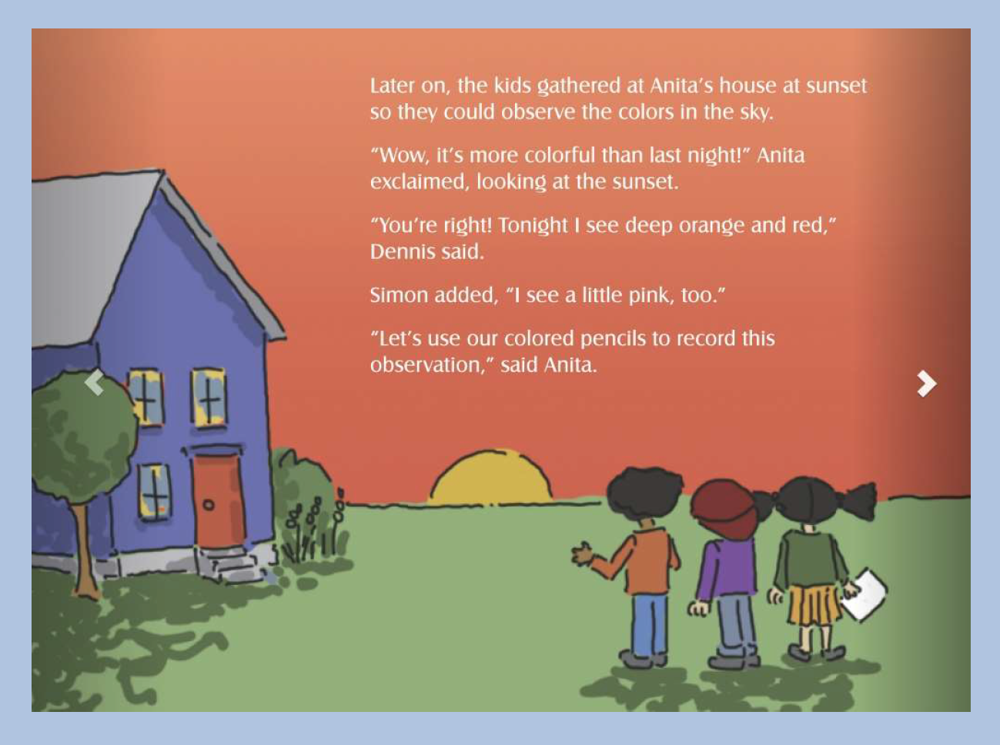 Later on, the kids gathered at Anita’s house at sunset
so they could observe the colors in the sky.
“Wow, it’s more colorful than last night!” Anita
exclaimed, looking at the sunset.
“You’re right! Tonight I see deep orange and red,”
Dennis said.
Simon added, “I see a little pink, too.”
“Let’s use our colored pencils to record this
observation,” said Anita.